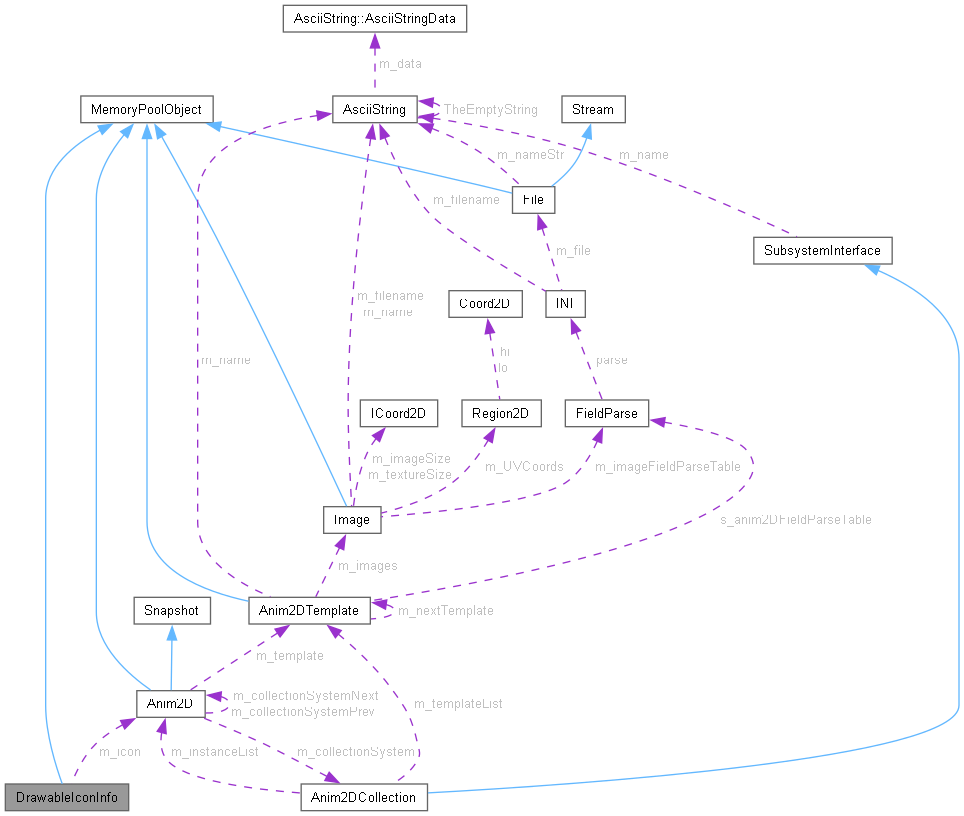 AsciiString::AsciiStringData
m_data
MemoryPoolObject
AsciiString
TheEmptyString
Stream
m_nameStr
m_name
m_filename
File
SubsystemInterface
m_file
m_filename
m_name
Coord2D
INI
m_name
hi
lo
parse
ICoord2D
Region2D
FieldParse
m_imageSize
m_textureSize
m_UVCoords
m_imageFieldParseTable
Image
s_anim2DFieldParseTable
m_images
Snapshot
Anim2DTemplate
m_nextTemplate
m_template
Anim2D
m_collectionSystemNext
m_collectionSystemPrev
m_templateList
m_icon
m_instanceList
m_collectionSystem
DrawableIconInfo
Anim2DCollection